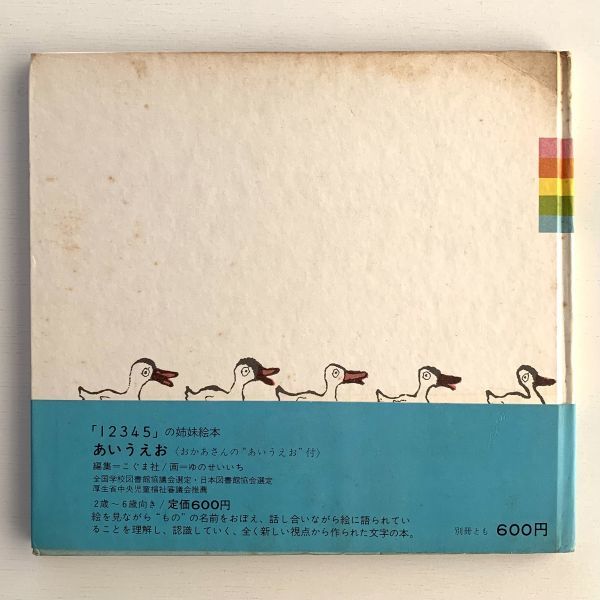 「12345」の姉妹絵本
あいうえお〈おかあさんの“あいうえお”付〉
編集=こぐま社/画=ゆのせいいち
全国学校図書館協議会選定・日本図書館協会選定
厚生省中央児童福祉審議会推薦
2歳~6歳向き/定価600円
絵を見ながら“もの”の名前をおぼえ、話し合いながら絵に語られてい
ることを理解し、認識していく、全く新しい視点から作られた文字の本。
別冊とも 600円